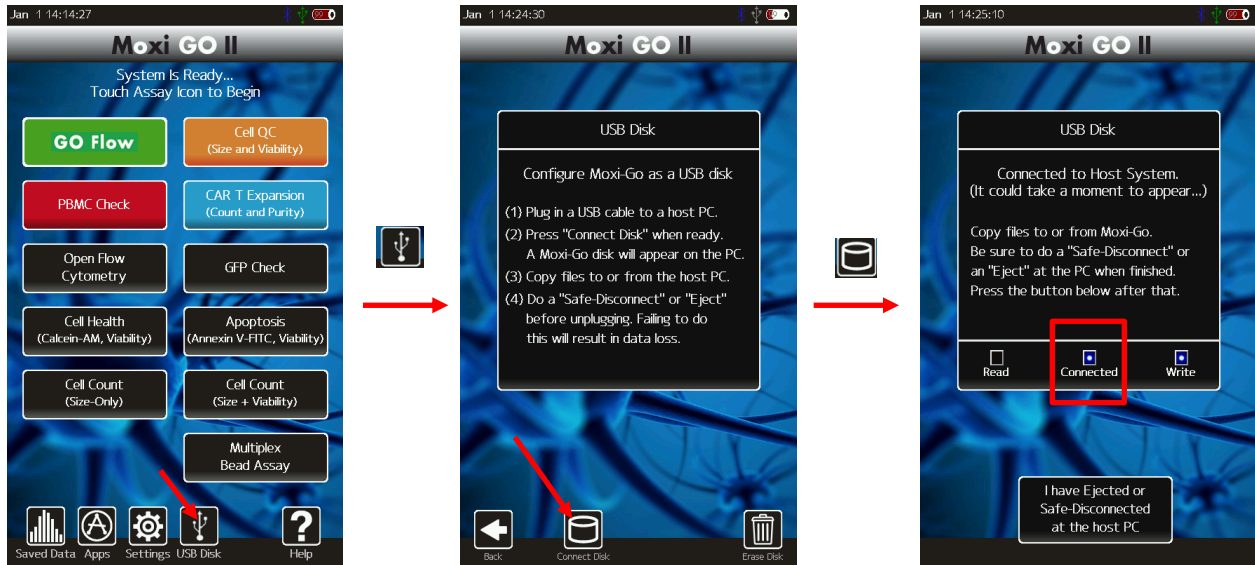 Jan 1 14:14:27
99
Moxi GO II
System Is Ready...
Touch Assay Icon to Begin
GO Flow
Cell QC
(Size and Viability)
PBMC Check
CAR T Expansion
(Count and Purity)
Open Flow
Cytometry
GFP Check
Cell Health
(Calcein-AM, Viability)
Apoptosis
(Annexin V-FITC, Viability)
Cell Count
(Size-Only)
Cell Count
(Size + Viability)
Multiplex
Bead Assay
Saved Data
Apps
Settings
USB Disk
?
Help
Jan 1 14:24:30
Moxi GO II
USB Disk
Configure Moxi-Go as a USB disk
(1) Plug in a USB cable to a host PC.
(2) Press "Connect Disk" when ready.
A Moxi-Go disk will appear on the PC.
(3) Copy files to or from the host PC.
(4) Do a "Safe-Disconnect" or "Eject"
before unplugging. Failing to do
this will result in data loss.
Back
Connect Disk
Erase Disk
Jan 1 14:25:10
99
Moxi GO II
USB Disk
Connected to Host System.
(It could take a moment to appear...)
Copy files to or from Moxi-Go.
Be sure to do a "Safe-Disconnect" or
an "Eject" at the PC when finished.
Press the button below after that.
Read
Connected
Write
I have Ejected or
Safe-Disconnected
at the host PC